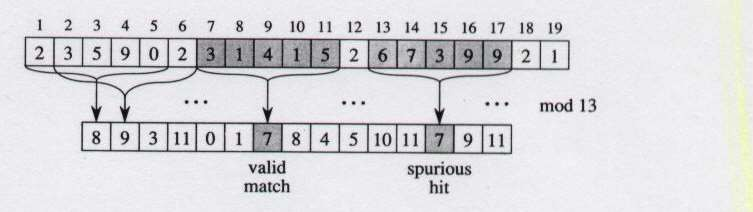 1 2 3 4 5 6 7 8 9 10 11 12 13 14 15 16 17 18 19
2 3 5 9 0 2 3 1 4 1 5 2 6 7 3 9 9 2 1
... ... ... mod 13
8 9 3 11 0 1 7 8 4 5 10 11 7 9 11
valid spurious
match hit